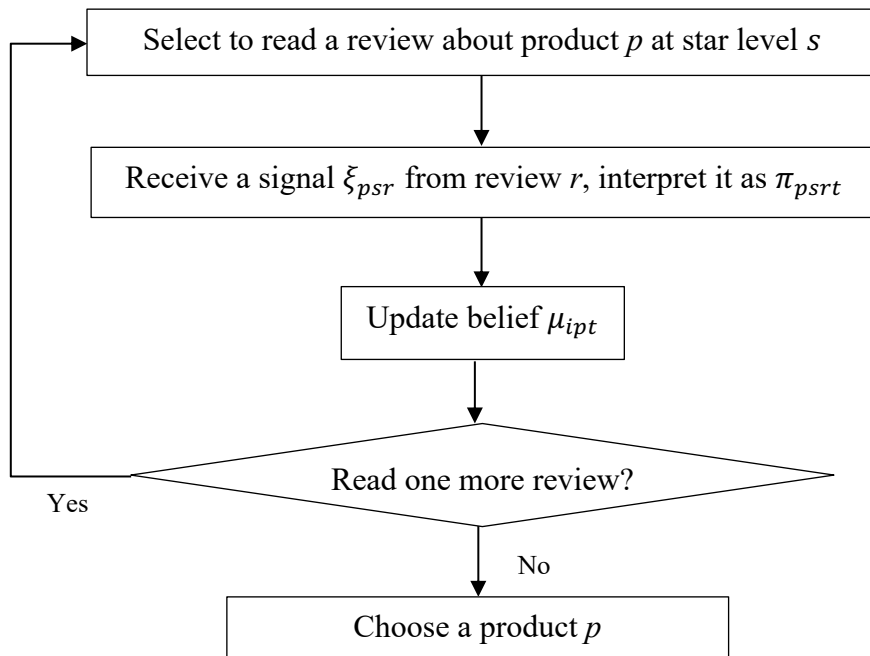 Select to read a review about product p at star level s
Receive a signal ξ_psr from review r, interpret it as π_psrt
Update belief μ_ipt
Read one more review?
Yes
No
Choose a product p